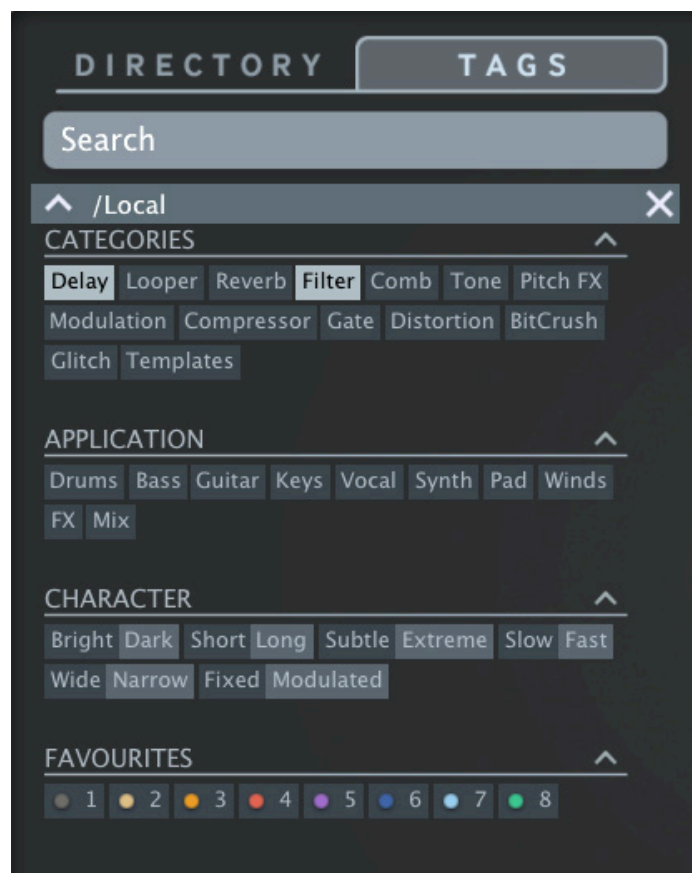 DIRECTORY TAGS
Search
/Local
CATEGORIES
Delay Looper Reverb Filter Comb Tone Pitch FX
Modulation Compressor Gate Distortion BitCrush
Glitch Templates
APPLICATION
Drums Bass Guitar Keys Vocal Synth Pad Winds
FX Mix
CHARACTER
Bright Dark Short Long Subtle Extreme Slow Fast
Wide Narrow Fixed Modulated
FAVOURITES
1 2 3 4 5 6 7 8